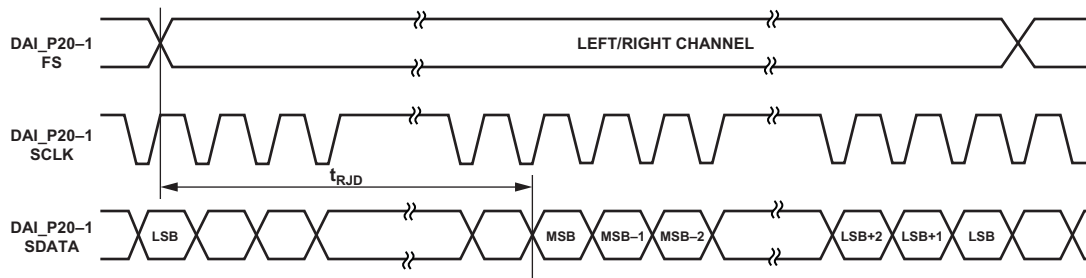 DAI_P20–1
FS
LEFT/RIGHT CHANNEL
DAI_P20–1
SCLK
tRJD
DAI_P20–1
SDATA
LSB
MSB
MSB–1
MSB–2
LSB+2
LSB+1
LSB